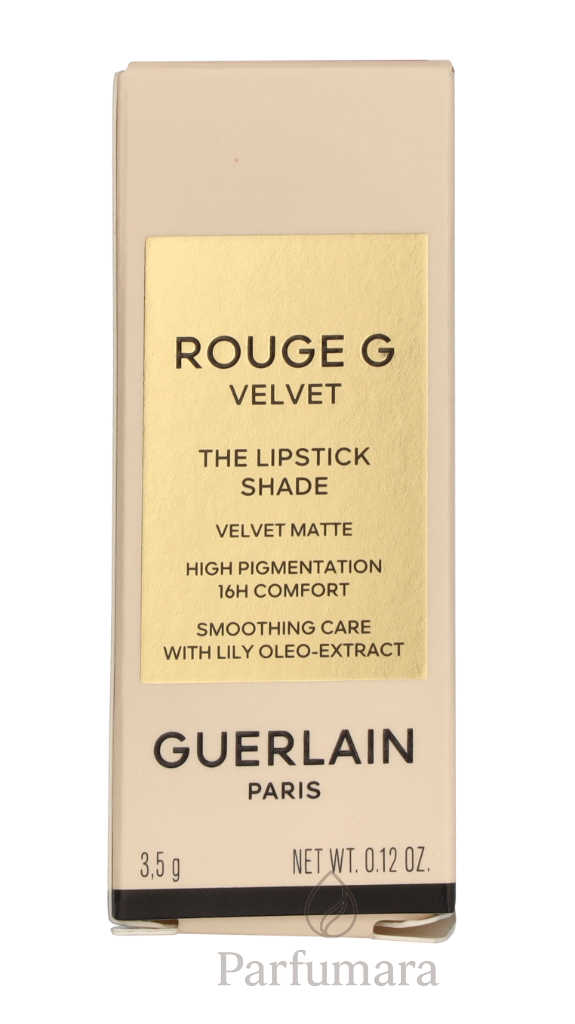 ROUGE G
VELVET
THE LIPSTICK
SHADE
VELVET MATTE
HIGH PIGMENTATION
16H COMFORT
SMOOTHING CARE
WITH LILY OLEO-EXTRACT
GUERLAIN
PARIS
3,5 g NET WT. 0.12 OZ.
Parfumara